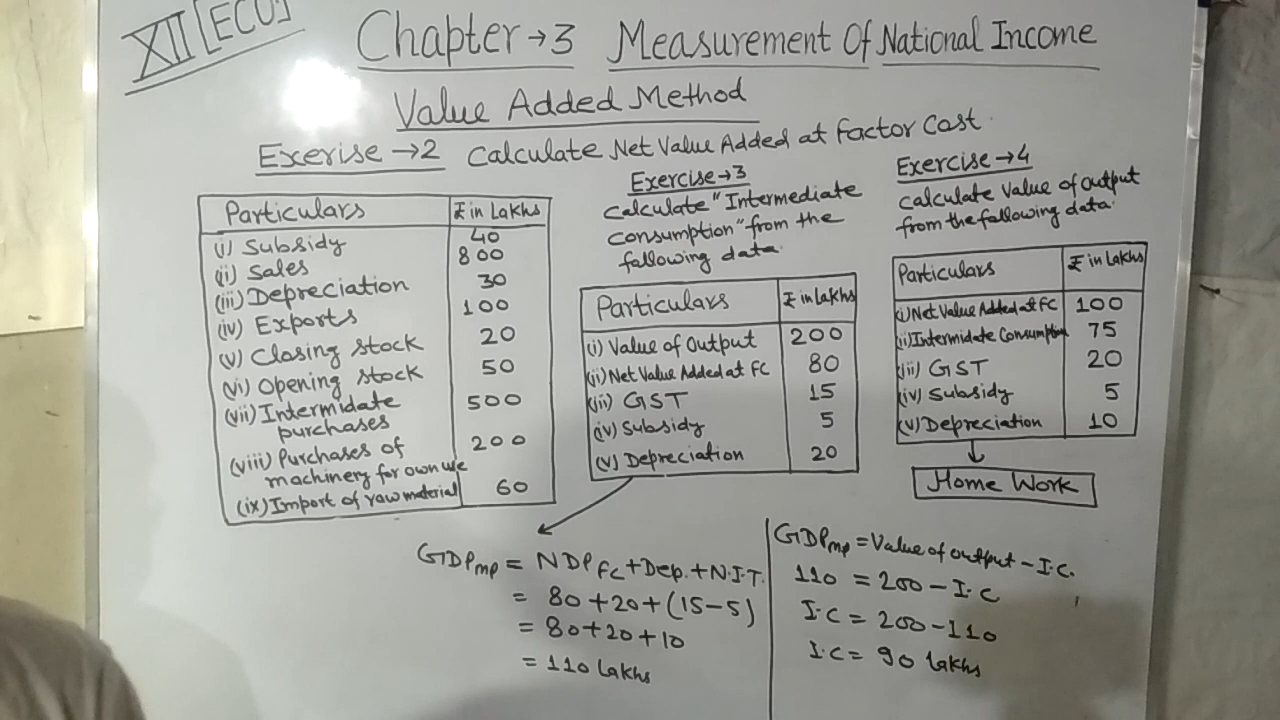 XII [ECO.]
Chapter→3 Measurement Of National Income
Value Added Method
Exerise→2 Calculate Net Value Added at factor Cost
Particulars ₹ in Lakhs
(i) Subsidy 40
(ii) Sales 800
(iii) Depreciation 30
(iv) Exports 100
(v) Closing Stock 20
(vi) Opening Stock 50
(vii) Intermidate 500
purchases
(viii) Purchases of 200
machinery for own use
(ix) Import of raw material 60
Exercise→3
Calculate "Intermediate
Consumption" from the
fallowing data.
Particulars ₹ in lakhs
(i) Value of Output 200
(ii) Net Value Added at FC 80
(iii) GST 15
(iv) Subsidy 5
(v) Depreciation 20
Exercise→4
Calculate Value of Output
from the fallowing data.
Particulars ₹ in Lakhs
(i) Net Value Added at FC 100
(ii) Intermidate Consumption 75
(iii) GST 20
(iv) Subsidy 5
(v) Depreciation 10
Home Work
GDPmp = NDPFC + Dep. + N.I.T.
= 80 + 20 + (15 - 5)
= 80 + 20 + 10
= 110 lakhs
GDPmp = Value of output - I.C.
110 = 200 - I.C
I.C = 200 - 110
I.C = 90 lakhs